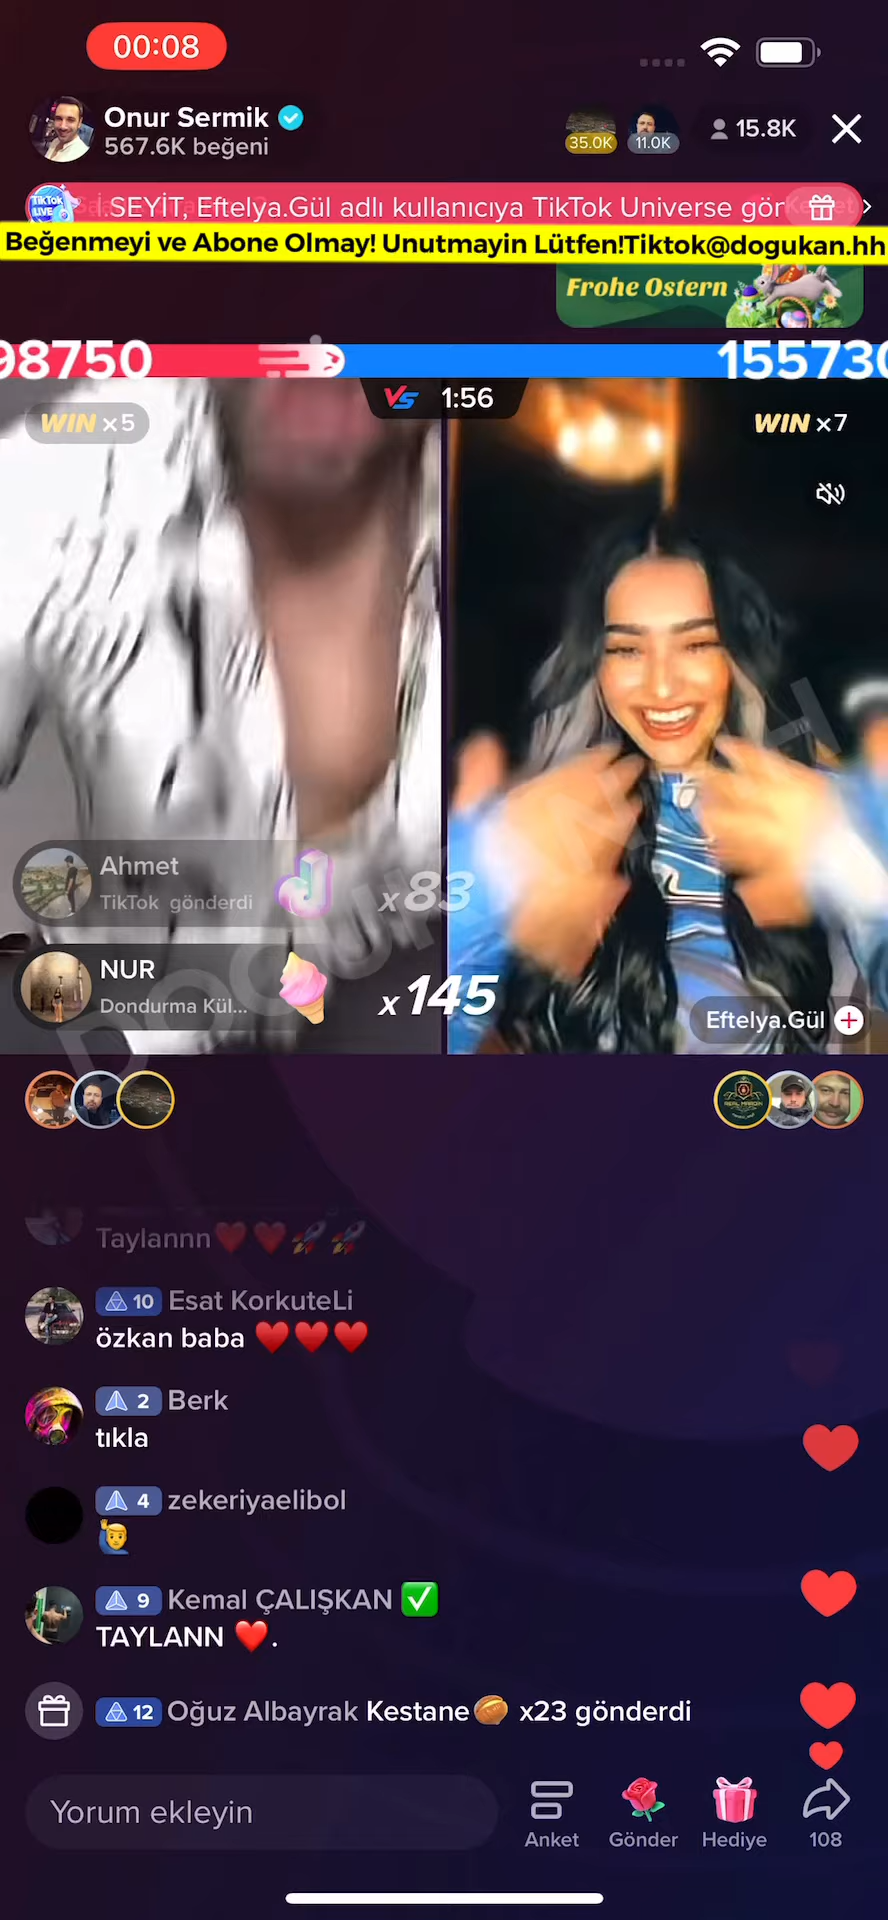 00:08
Onur Sermik
567.6K beğeni
35.0K
11.0K
15.8K
TikTok LIVE
i.SEYİT, Eftelya.Gül adlı kullanıcıya TikTok Universe gör
Beğenmeyi ve Abone Olmay! Unutmayin Lütfen!Tiktok@dogukan.hh
Frohe Ostern
98750
155730
VS 1:56
WIN x5
WIN x7
Ahmet
TikTok gönderdi
x83
NUR
Dondurma Kül...
x145
Eftelya.Gül
Taylannn❤️❤️🚀🚀
10 Esat KorkuteLi
özkan baba ❤️❤️❤️
2 Berk
tıkla
4 zekeriyaelibol
🙋‍♂️
9 Kemal ÇALIŞKAN ✅
TAYLANN ❤️.
12 Oğuz Albayrak Kestane🌰 x23 gönderdi
Yorum ekleyin
Anket
Gönder
Hediye
108